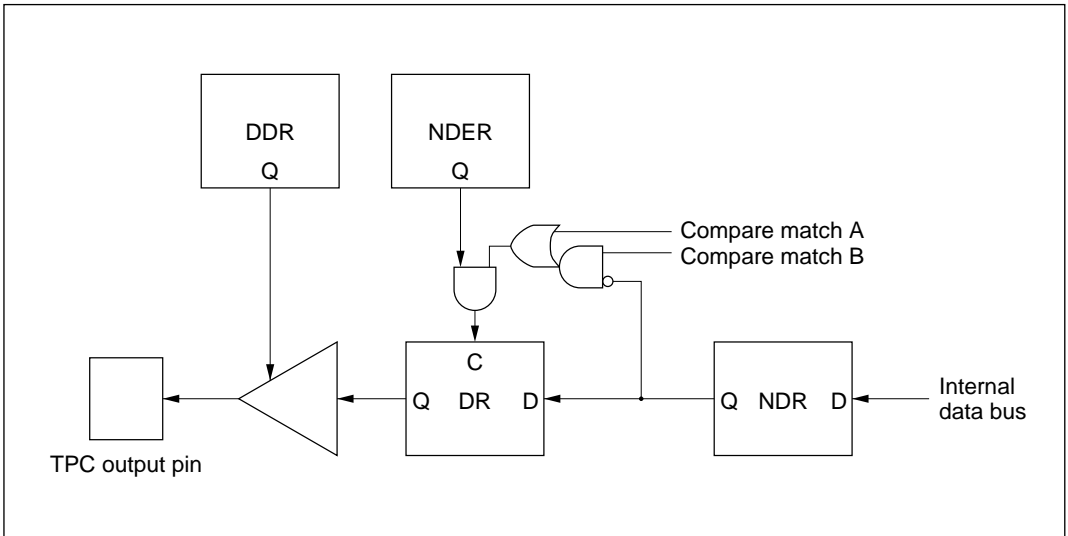 DDR
Q
NDER
Q
Compare match A
Compare match B
C
Q DR D
Q NDR D
Internal
data bus
TPC output pin